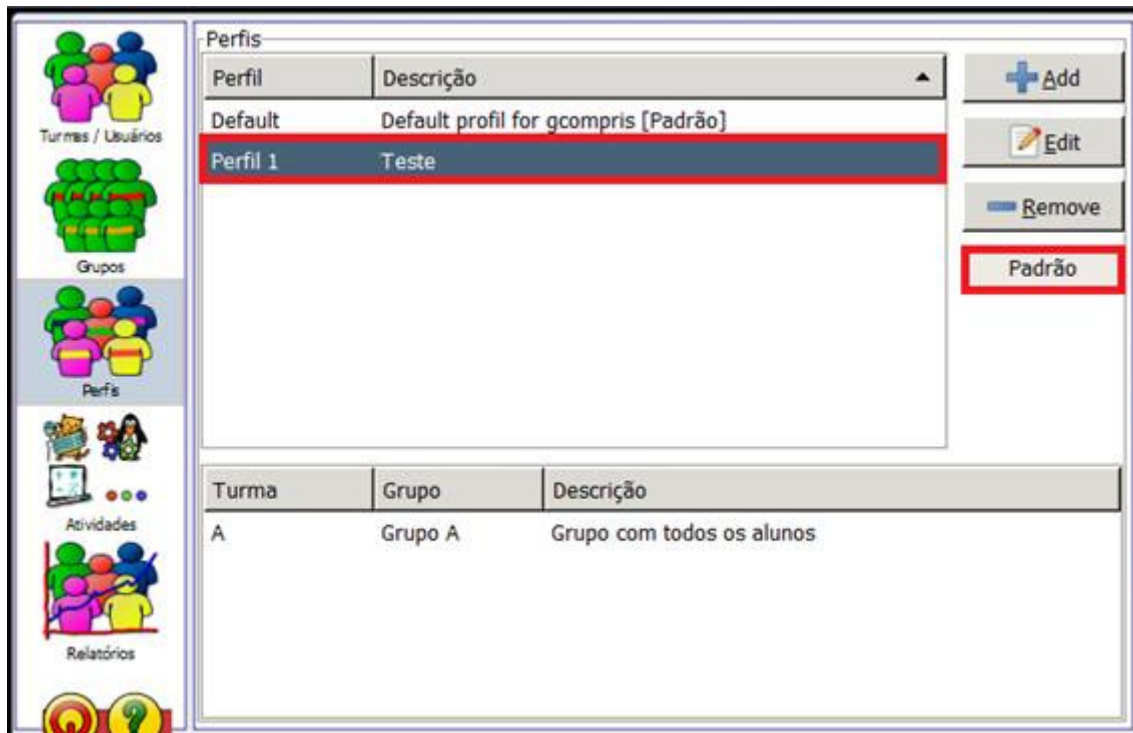 Turmas / Usuários
Grupos
Perfis
Atividades
Relatórios
Perfis
Perfil Descrição
Default Default profil for gcompris [Padrão]
Perfil 1 Teste
Add
Edit
Remove
Padrão
Turma Grupo Descrição
A Grupo A Grupo com todos os alunos